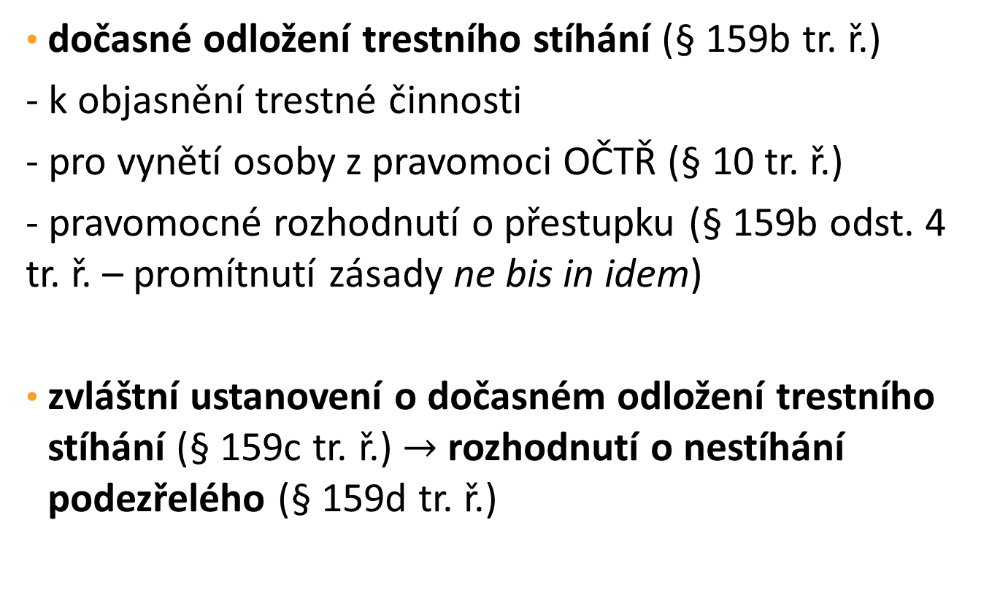 • dočasné odložení trestního stíhání (§ 159b tr. ř.)
- k objasnění trestné činnosti
- pro vynětí osoby z pravomoci OČTŘ (§ 10 tr. ř.)
- pravomocné rozhodnutí o přestupku (§ 159b odst. 4
tr. ř. – promítnutí zásady ne bis in idem)
• zvláštní ustanovení o dočasném odložení trestního
stíhání (§ 159c tr. ř.) → rozhodnutí o nestíhání
podezřelého (§ 159d tr. ř.)